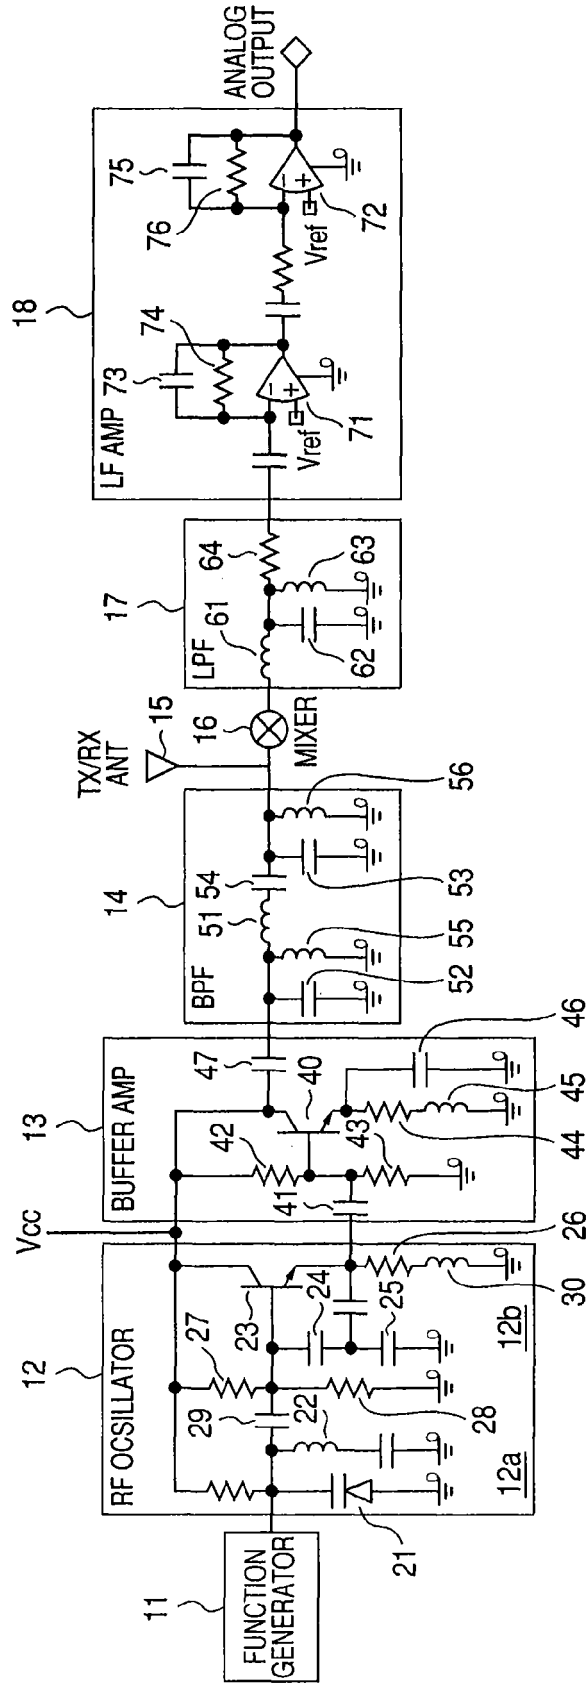 11
FUNCTION
GENERATOR
12
RF OCSILLATOR
27
29
22
23
24
25
28
21
12a
12b
26
30
Vcc
13
BUFFER AMP
42
41
43
40
47
44
45
46
14
BPF
51
54
52
55
53
56
TX/RX
ANT
15
16
MIXER
17
LPF
61
64
62
63
18
LF AMP
73
74
Vref
71
75
76
Vref
72
−
+
−
+
ANALOG
OUTPUT